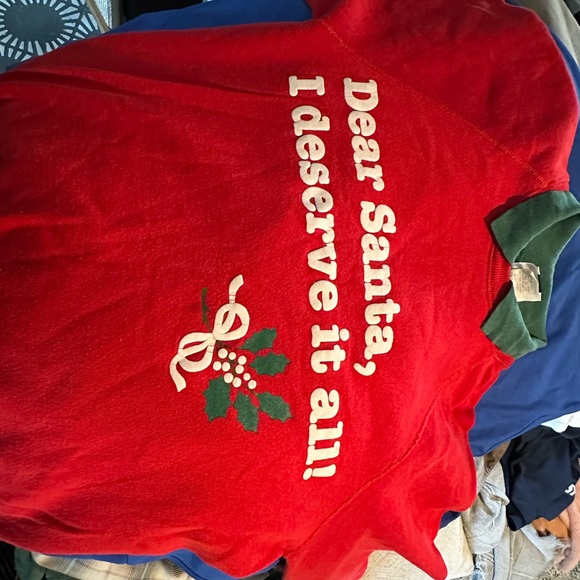 Dear Santa,
I deserve it all!